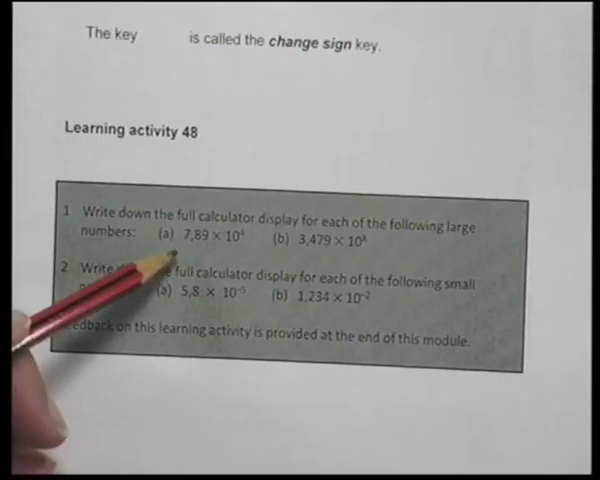 The key is called the change sign key.
Learning activity 48
1 Write down the full calculator display for each of the following large
numbers: (a) 7,89 × 10⁴ (b) 3,479 × 10⁴
2 Write full calculator display for each of the following small
(a) 5,8 × 10⁻⁵ (b) 1,234 × 10⁻²
on this learning activity is provided at the end of this module.